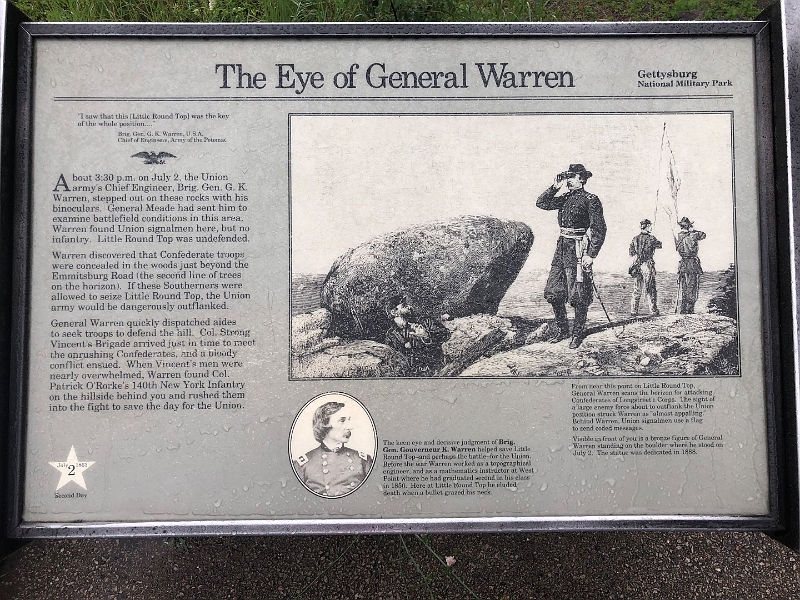 The Eye of General Warren
Gettysburg
National Military Park
"I saw that this (Little Round Top) was the key
of the whole position...."
Brig. Gen. G. K. Warren, U.S.A.
Chief of Engineers, Army of the Potomac
About 3:30 p.m. on July 2, the Union
army's Chief Engineer, Brig. Gen. G. K.
Warren, stepped out on these rocks with his
binoculars. General Meade had sent him to
examine battlefield conditions in this area.
Warren found Union signalmen here, but no
infantry. Little Round Top was undefended.
Warren discovered that Confederate troops
were concealed in the woods just beyond the
Emmitsburg Road (the second line of trees
on the horizon). If these Southerners were
allowed to seize Little Round Top, the Union
army would be dangerously outflanked.
General Warren quickly dispatched aides
to seek troops to defend the hill. Col. Strong
Vincent's Brigade arrived just in time to meet
the onrushing Confederates, and a bloody
conflict ensued. When Vincent's men were
nearly overwhelmed, Warren found Col.
Patrick O'Rorke's 140th New York Infantry
on the hillside behind you and rushed them
into the fight to save the day for the Union.
July 1863
2
Second Day
The keen eye and decisive judgment of Brig.
Gen. Gouverneur K. Warren helped save Little
Round Top-and perhaps the battle-for the Union.
Before the war Warren worked as a topographical
engineer, and as a mathematics instructor at West
Point where he had graduated second in his class
in 1850. Here at Little Round Top he eluded
death when a bullet grazed his neck.
From near this point on Little Round Top,
General Warren scans the horizon for attacking
Confederates of Longstreet's Corps. The sight of
a large enemy force about to outflank the Union
position struck Warren as "almost appalling."
Behind Warren, Union signalmen use a flag
to send coded messages.
Visible in front of you is a bronze figure of General
Warren standing on the boulder where he stood on
July 2. The statue was dedicated in 1888.